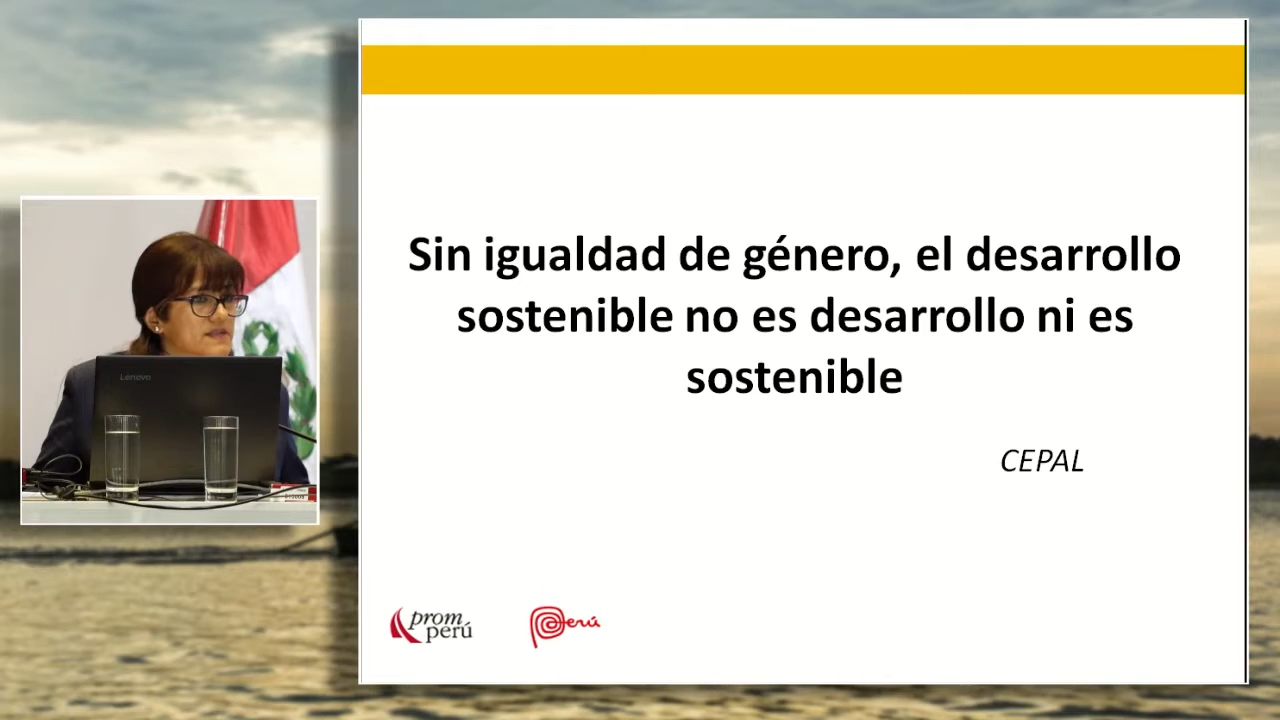 Sin igualdad de género, el desarrollo
sostenible no es desarrollo ni es
sostenible
CEPAL
prom
perú
Perú
Lenovo